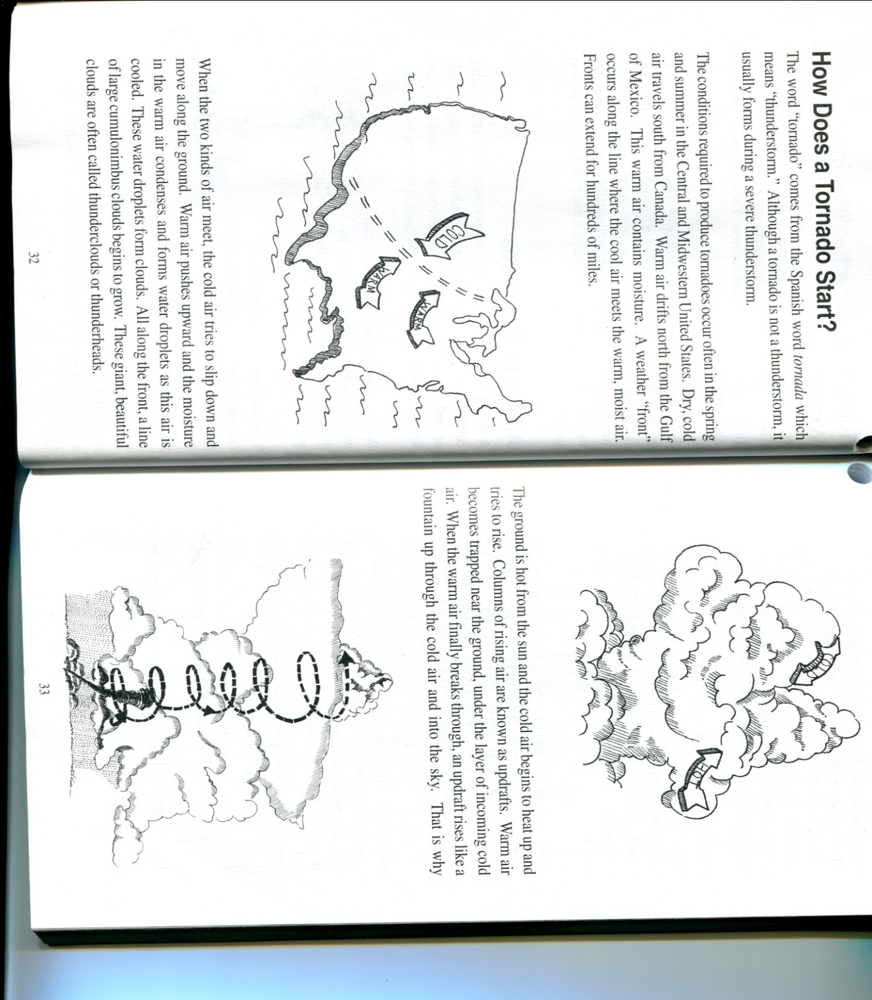 How Does a Tornado Start?
The word “tornado” comes from the Spanish word tornada which
means “thunderstorm.” Although a tornado is not a thunderstorm, it
usually forms during a severe thunderstorm.
The conditions required to produce tornadoes occur often in the spring
and summer in the Central and Midwestern United States. Dry, cold
air travels south from Canada. Warm air drifts north from the Gulf
of Mexico. This warm air contains moisture. A weather “front”
occurs along the line where the cool air meets the warm, moist air.
Fronts can extend for hundreds of miles.
COLD
WARM
WARM
When the two kinds of air meet, the cold air tries to slip down and
move along the ground. Warm air pushes upward and the moisture
in the warm air condenses and forms water droplets as this air is
cooled. These water droplets form clouds. All along the front, a line
of large cumulonimbus clouds begins to grow. These giant, beautiful
clouds are often called thunderclouds or thunderheads.
32
HOT
HOT
The ground is hot from the sun and the cold air begins to heat up and
tries to rise. Columns of rising air are known as updrafts. Warm air
becomes trapped near the ground, under the layer of incoming cold
air. When the warm air finally breaks through, an updraft rises like a
fountain up through the cold air and into the sky. That is why
33